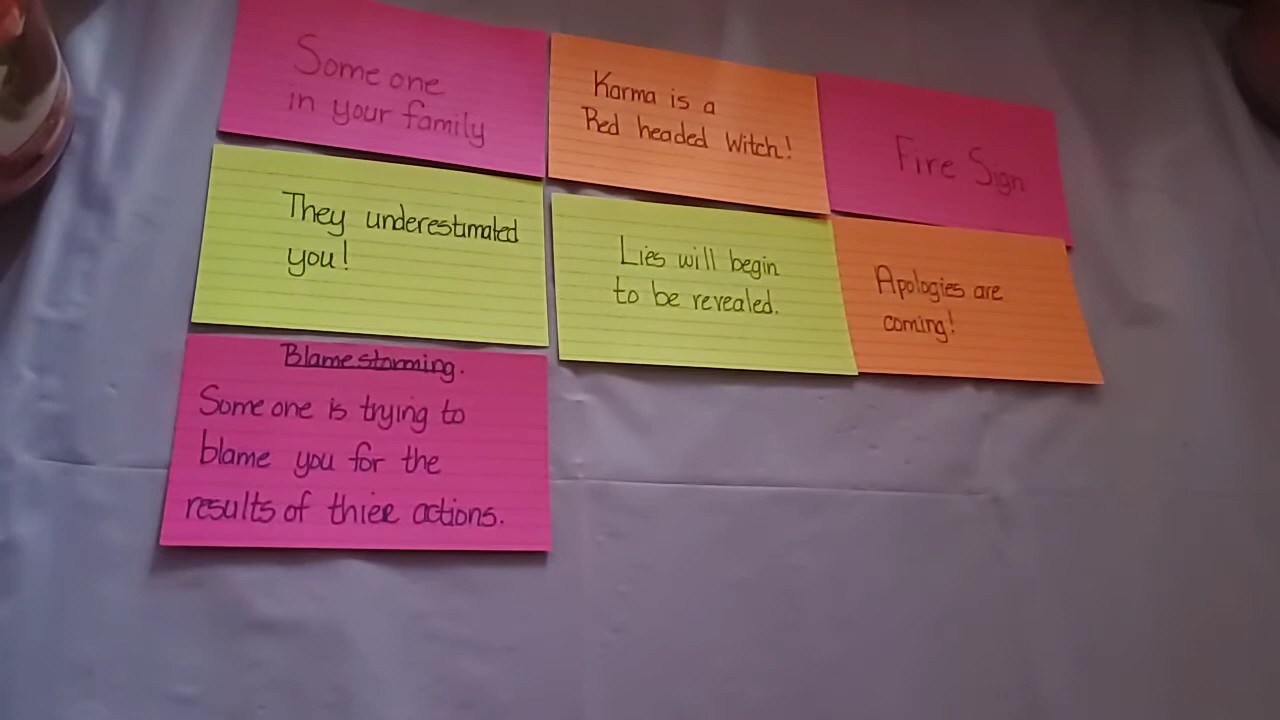 Some one
in your family
Karma is a
Red headed Witch!
Fire Sign
They underestimated
you!
Lies will begin
to be revealed.
Apologies are
coming!
Blamestorming.
Some one is trying to
blame you for the
results of thier actions.